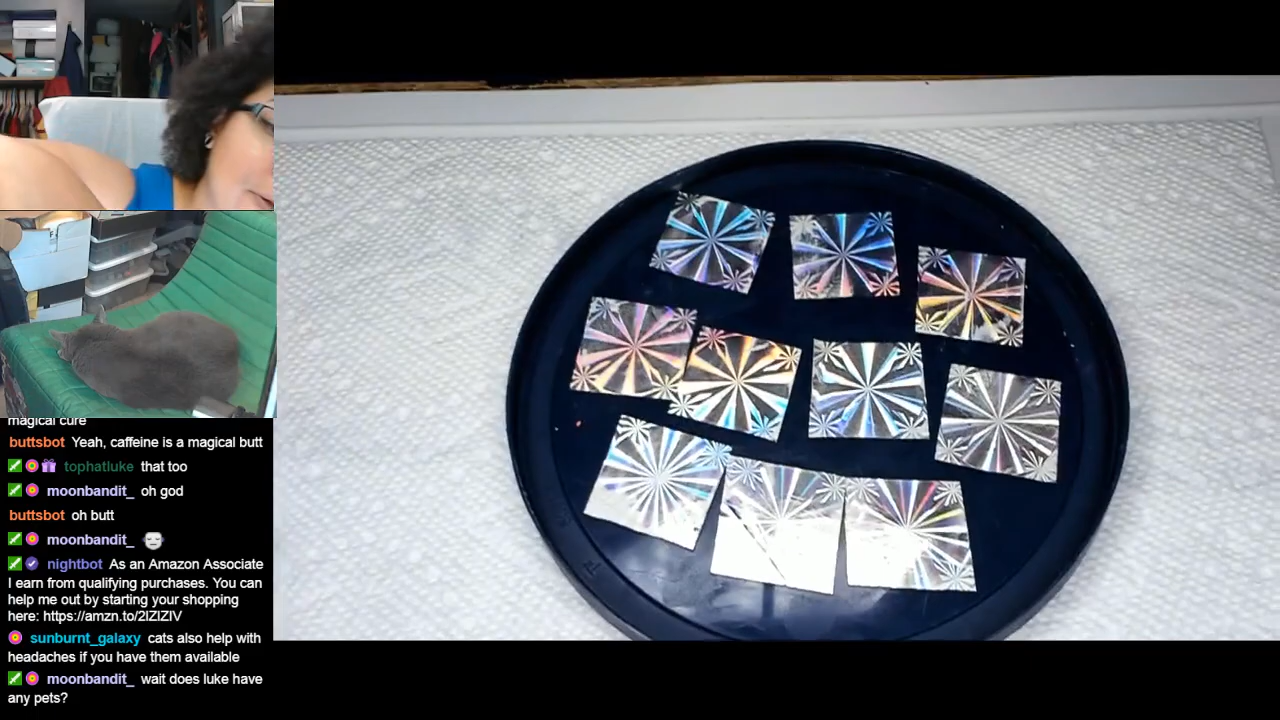 magical cure
buttsbot Yeah, caffeine is a magical butt
tophatluke that too
moonbandit_ oh god
buttsbot oh butt
moonbandit_
nightbot As an Amazon Associate
I earn from qualifying purchases. You can
help me out by starting your shopping
here: https://amzn.to/2IZIZIV
sunburnt_galaxy cats also help with
headaches if you have them available
moonbandit_ wait does luke have
any pets?